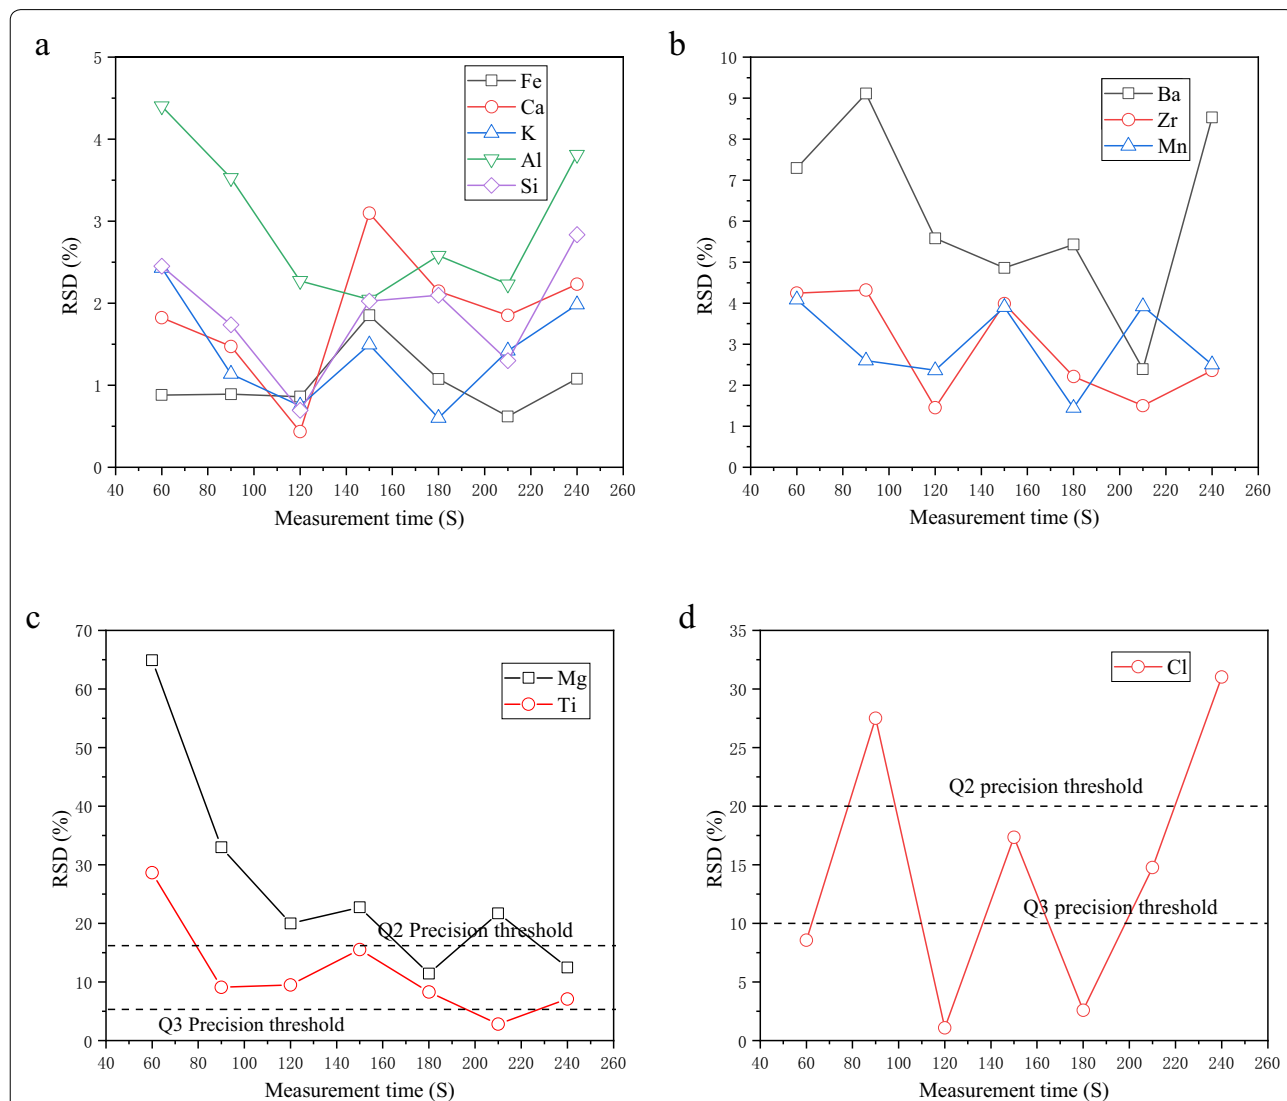 a
5
4
3
2
1
0
RSD (%)
Fe
Ca
K
Al
Si
40 60 80 100 120 140 160 180 200 220 240 260
Measurement time (S)
b
10
9
8
7
6
5
4
3
2
1
0
RSD (%)
Ba
Zr
Mn
40 60 80 100 120 140 160 180 200 220 240 260
Measurement time (S)
c
70
60
50
40
30
20
10
0
RSD (%)
Mg
Ti
Q2 Precision threshold
Q3 Precision threshold
40 60 80 100 120 140 160 180 200 220 240 260
Measurement time (S)
d
35
30
25
20
15
10
5
0
RSD (%)
Cl
Q2 precision threshold
Q3 precision threshold
40 60 80 100 120 140 160 180 200 220 240 260
Measurement time (S)